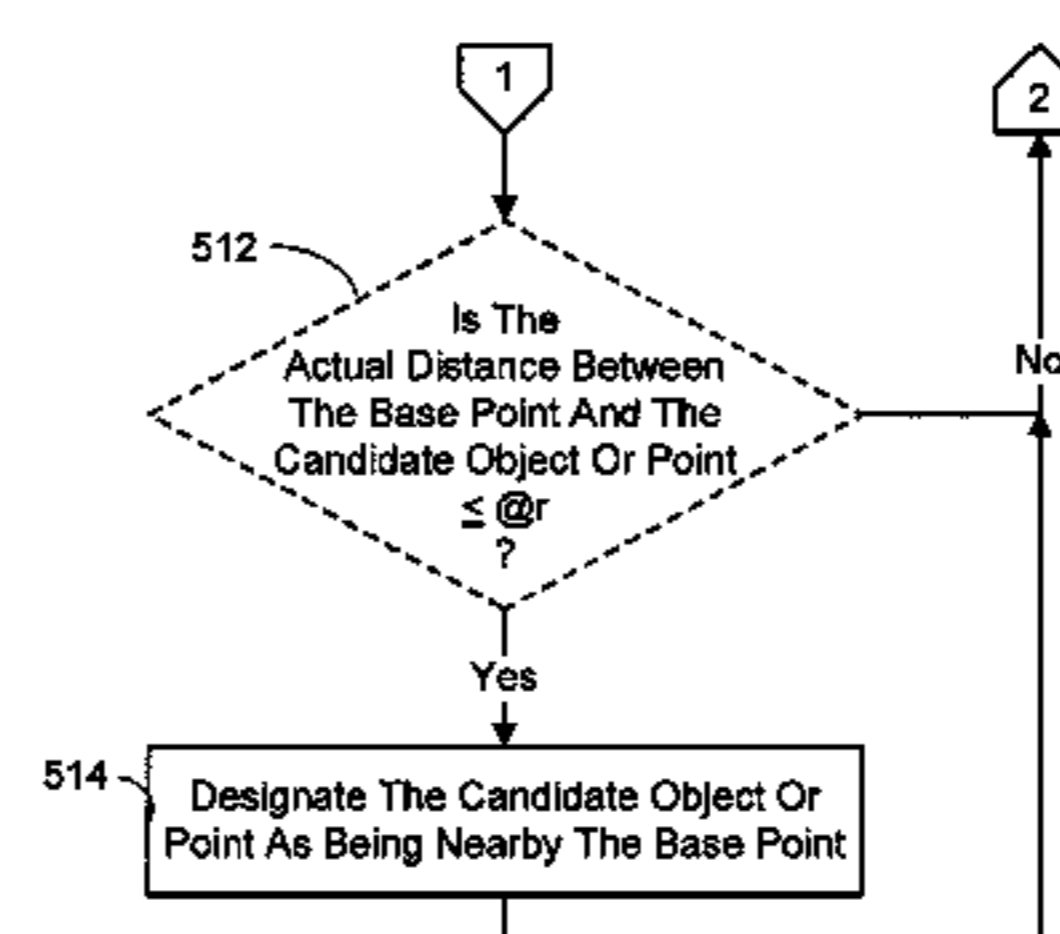 1
2
512
Is The
Actual Distance Between
The Base Point And The
Candidate Object Or Point
≤ @r
?
No
Yes
514
Designate The Candidate Object Or
Point As Being Nearby The Base Point